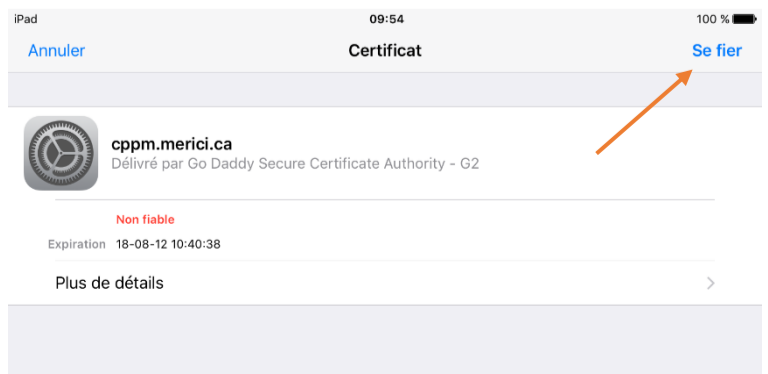 iPad 09:54 100 %
Annuler Certificat Se fier
cppm.merici.ca
Délivré par Go Daddy Secure Certificate Authority - G2
Non fiable
Expiration 18-08-12 10:40:38
Plus de détails